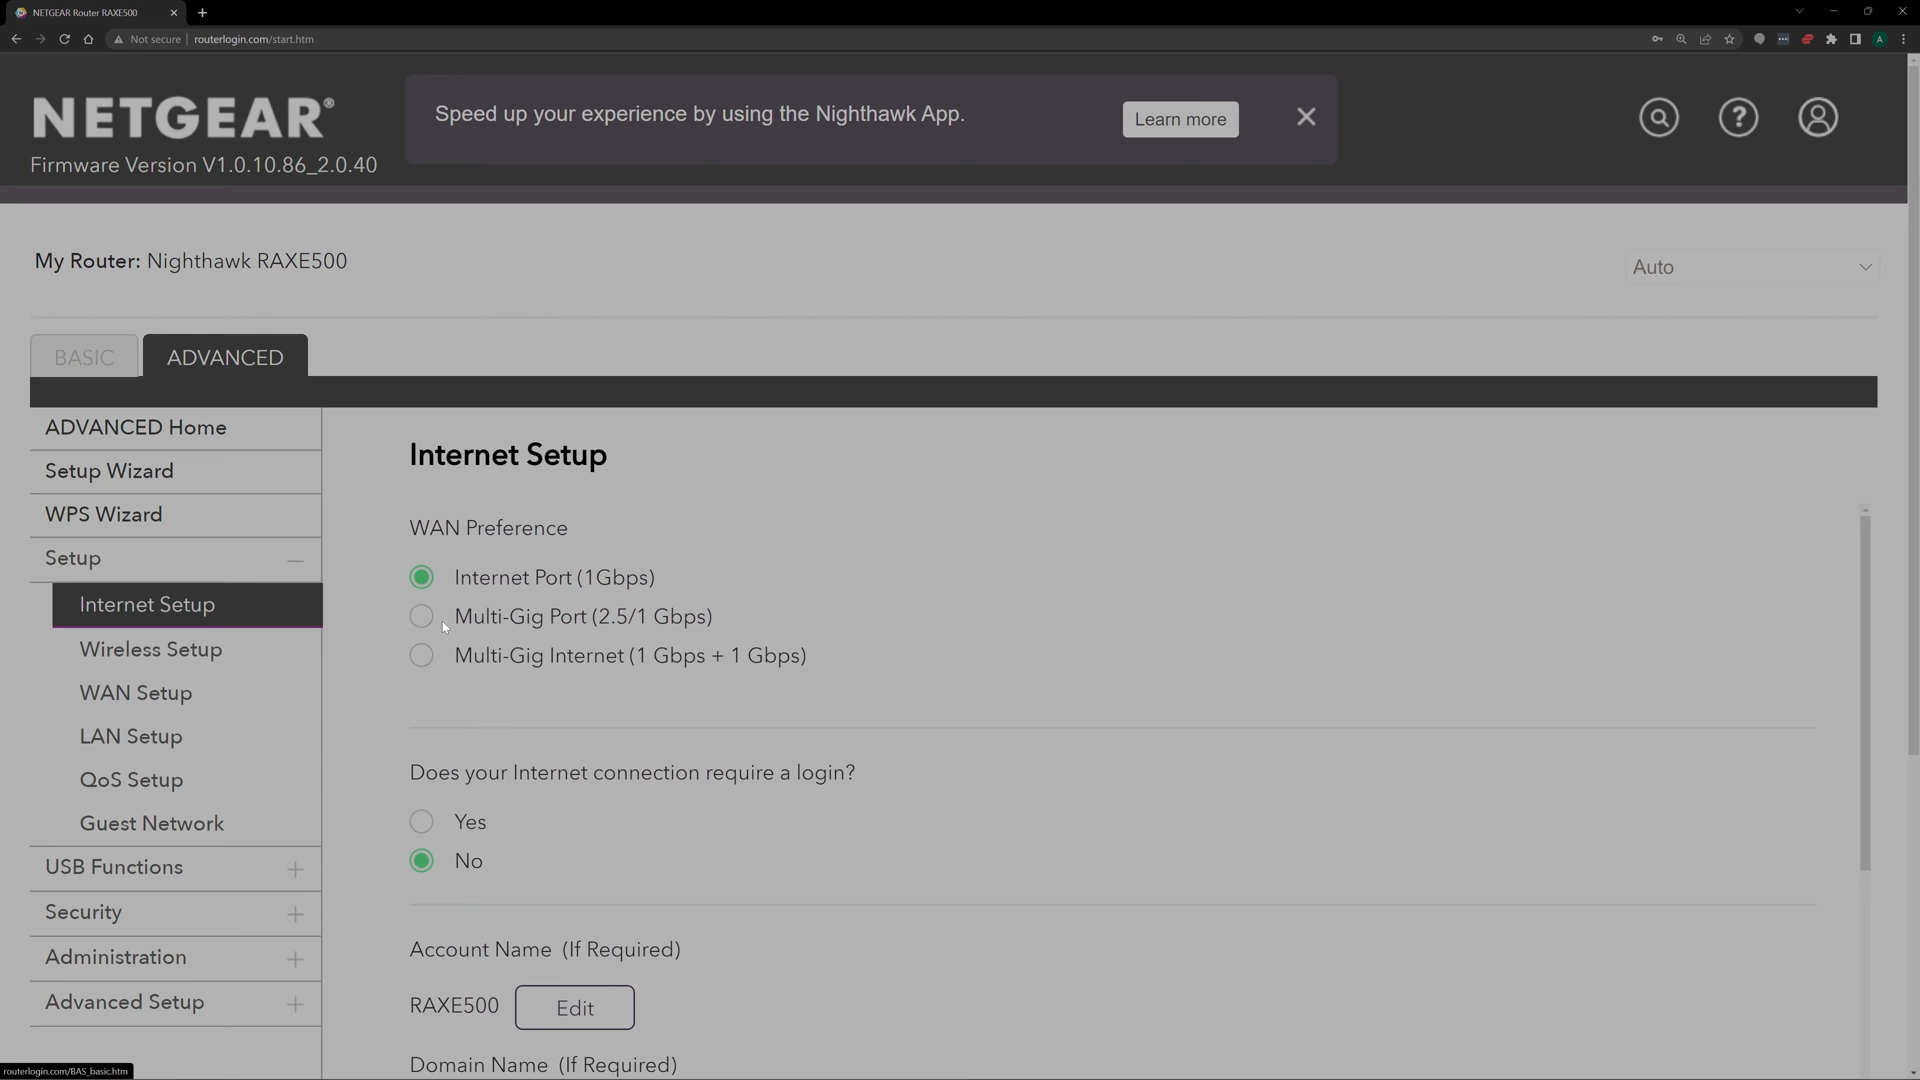 NETGEAR Router RAXE500
Not secure | routerlogin.com/start.htm
A
NETGEAR®
Firmware Version V1.0.10.86_2.0.40
Speed up your experience by using the Nighthawk App.
Learn more
My Router: Nighthawk RAXE500
Auto
BASIC
ADVANCED
ADVANCED Home
Setup Wizard
WPS Wizard
Setup
Internet Setup
Wireless Setup
WAN Setup
LAN Setup
QoS Setup
Guest Network
USB Functions
Security
Administration
Advanced Setup
Internet Setup
WAN Preference
Internet Port (1Gbps)
Multi-Gig Port (2.5/1 Gbps)
Multi-Gig Internet (1 Gbps + 1 Gbps)
Does your Internet connection require a login?
Yes
No
Account Name (If Required)
RAXE500
Edit
Domain Name (If Required)
routerlogin.com/BAS_basic.htm